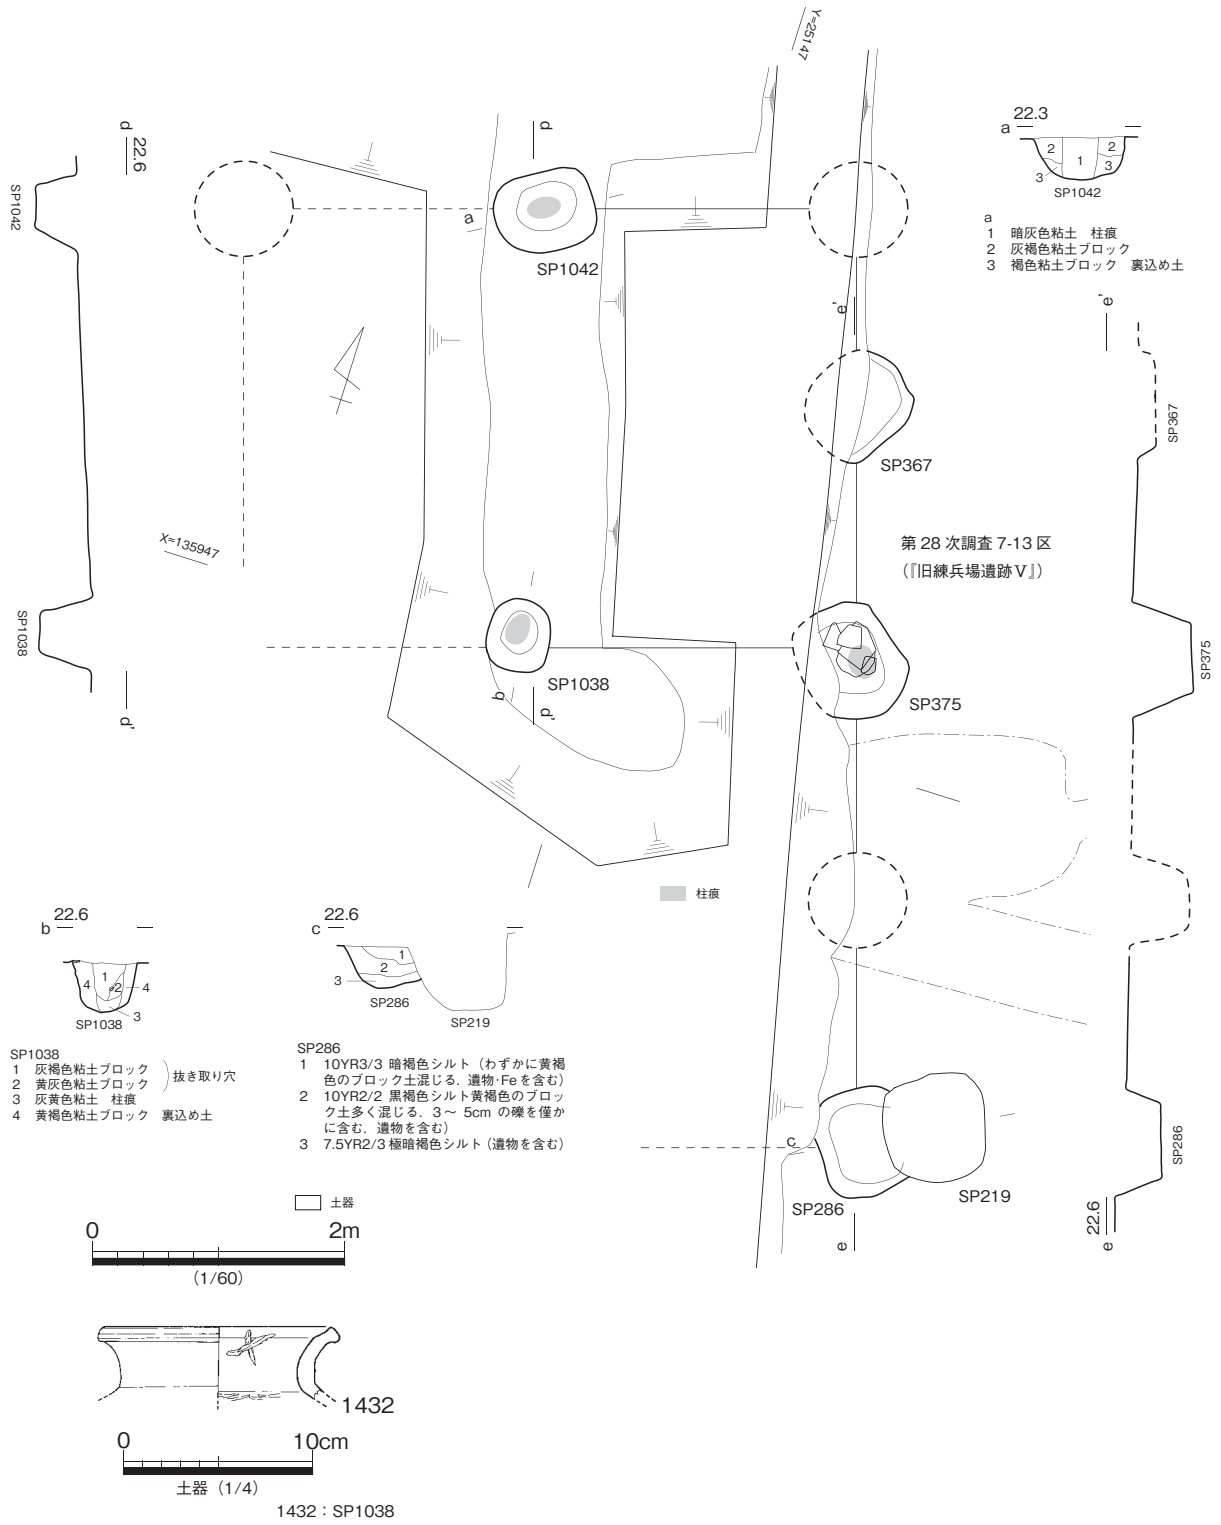 Y=25147
d
22.6
SP1042
d
a
SP1042
22.3
a
2
1
2
3
3
SP1042
a
1 暗灰色粘土 柱痕
2 灰褐色粘土ブロック
3 褐色粘土ブロック 裏込め土
e'
e'
SP367
SP367
X=135947
第 28 次調査 7-13 区
(『旧練兵場遺跡Ⅴ』)
SP1038
d'
SP1038
b
d'
SP375
SP375
柱痕
b
22.6
4
1
2
4
3
SP1038
c
22.6
1
2
3
SP286
SP219
SP1038
1 灰褐色粘土ブロック
2 黄灰色粘土ブロック
抜き取り穴
3 灰黄色粘土 柱痕
4 黄褐色粘土ブロック 裏込め土
SP286
1 10YR3/3 暗褐色シルト(わずかに黄褐
色のブロック土混じる．遺物･Feを含む)
2 10YR2/2 黒褐色シルト黄褐色のブロッ
ク土多く混じる．3～ 5cm の礫を僅か
に含む．遺物を含む)
3 7.5YR2/3 極暗褐色シルト(遺物を含む)
c
SP286
SP219
SP286
e
22.6
e
土器
0
2m
(1/60)
1432
0
10cm
土器(1/4)
1432：SP1038